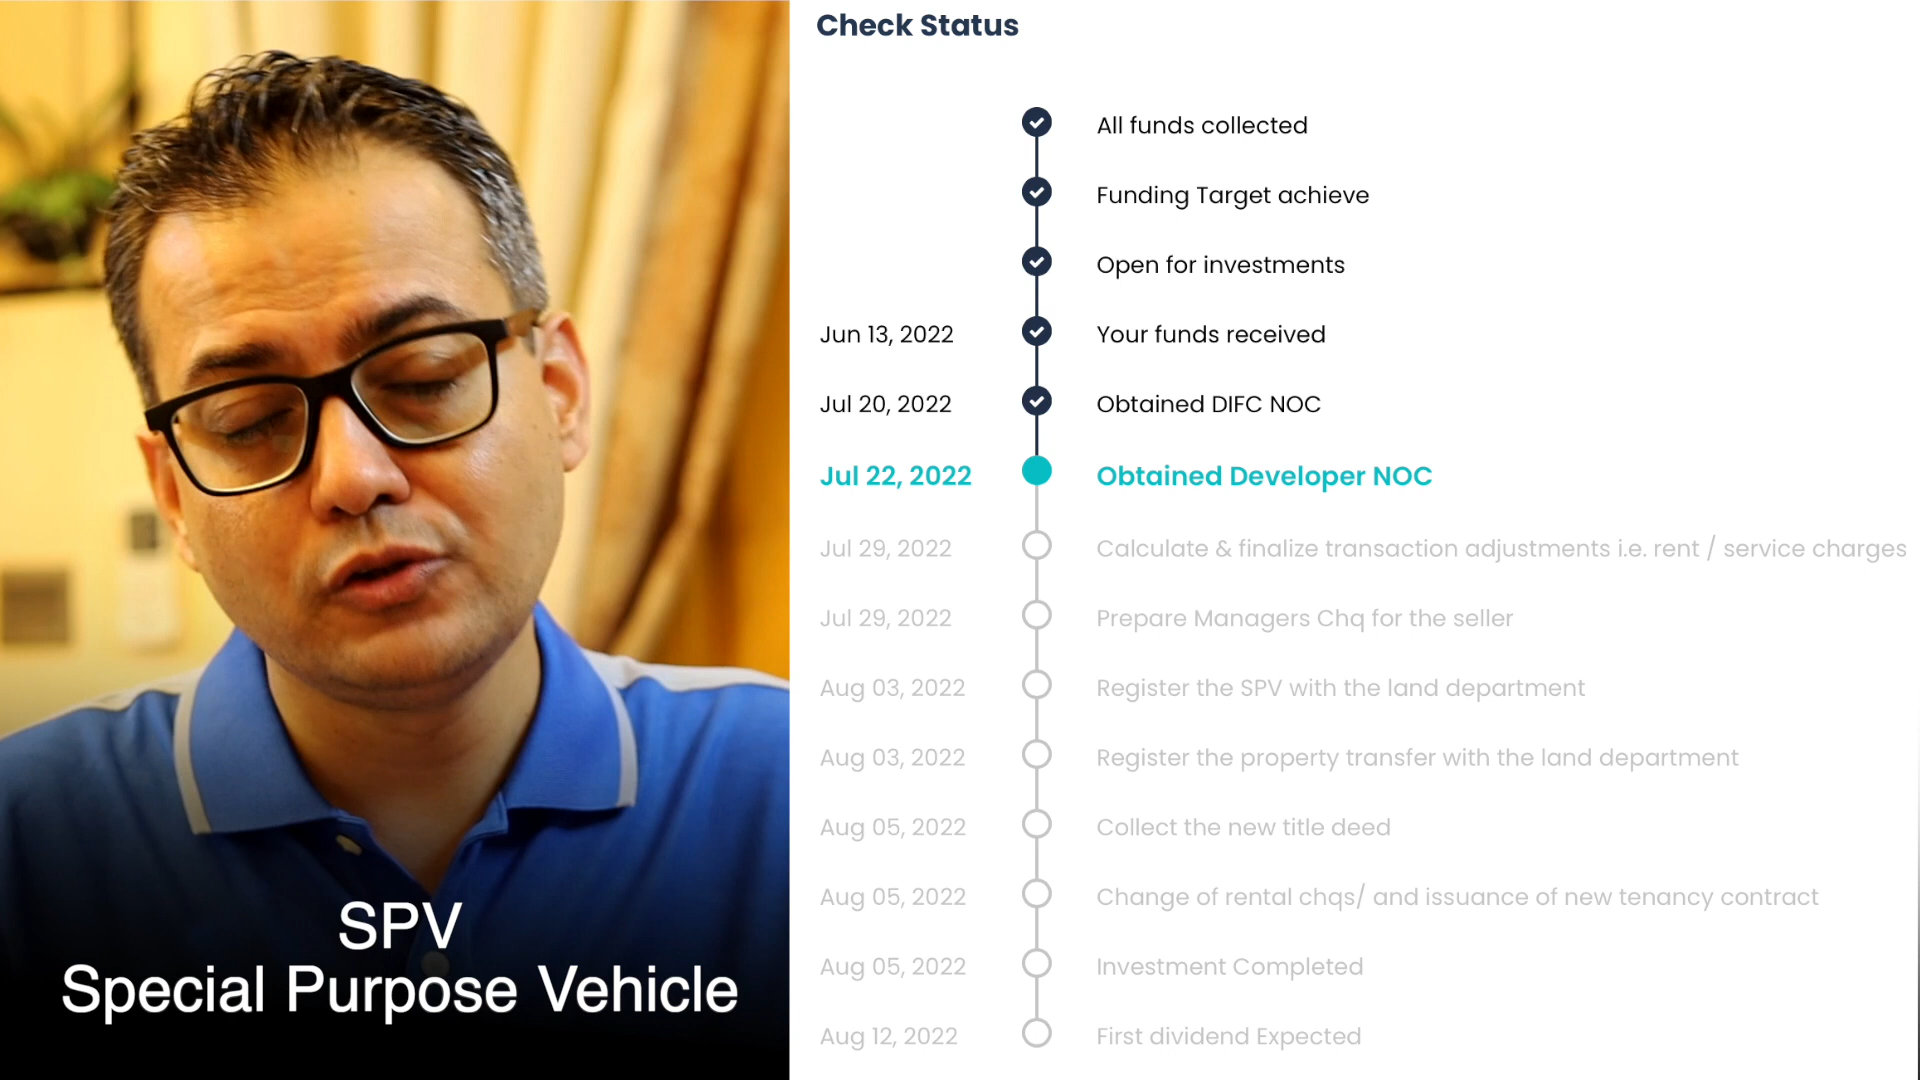 Check Status
All funds collected
Funding Target achieve
Open for investments
Jun 13, 2022 Your funds received
Jul 20, 2022 Obtained DIFC NOC
Jul 22, 2022 Obtained Developer NOC
Jul 29, 2022 Calculate & finalize transaction adjustments i.e. rent / service charges
Jul 29, 2022 Prepare Managers Chq for the seller
Aug 03, 2022 Register the SPV with the land department
Aug 03, 2022 Register the property transfer with the land department
Aug 05, 2022 Collect the new title deed
Aug 05, 2022 Change of rental chqs/ and issuance of new tenancy contract
Aug 05, 2022 Investment Completed
Aug 12, 2022 First dividend Expected
SPV
Special Purpose Vehicle